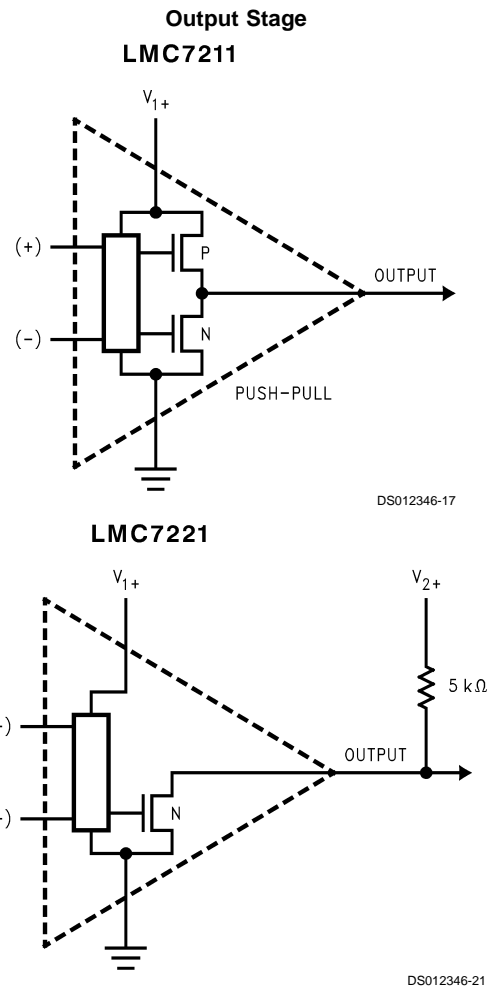 Output Stage
LMC7211
V1+
(+)
P
OUTPUT
(-)
N
PUSH-PULL
DS012346-17
LMC7221
V1+
V2+
5 kΩ
-)
OUTPUT
-)
N
DS012346-21